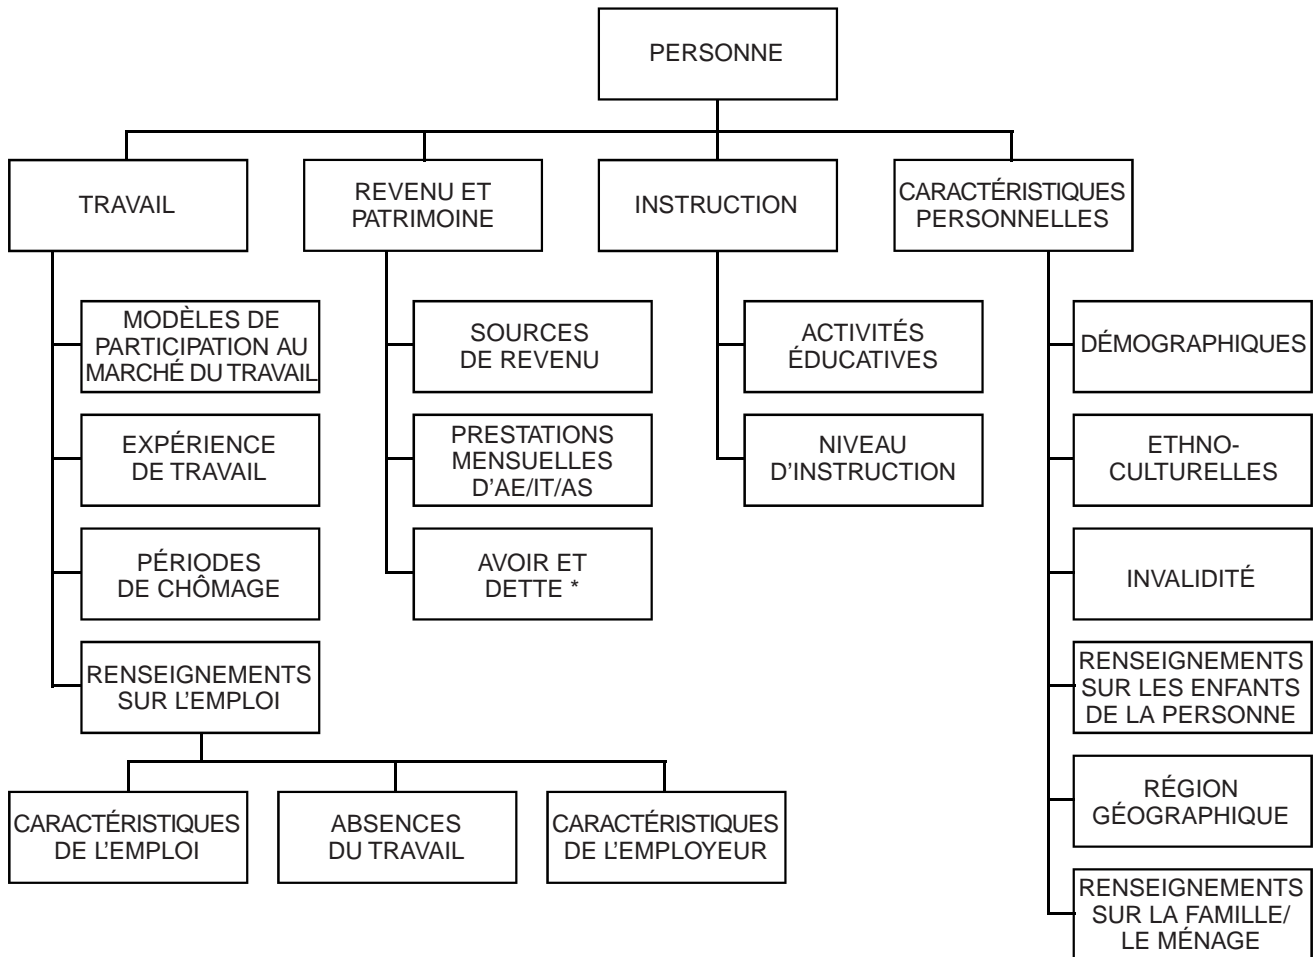 PERSONNE
TRAVAIL
REVENU ET
PATRIMOINE
INSTRUCTION
CARACTÉRISTIQUES
PERSONNELLES
MODÈLES DE
PARTICIPATION AU
MARCHÉ DU TRAVAIL
EXPÉRIENCE
DE TRAVAIL
PÉRIODES
DE CHÔMAGE
RENSEIGNEMENTS
SUR L'EMPLOI
CARACTÉRISTIQUES
DE L'EMPLOI
ABSENCES
DU TRAVAIL
CARACTÉRISTIQUES
DE L'EMPLOYEUR
SOURCES
DE REVENU
PRESTATIONS
MENSUELLES
D'AE/IT/AS
AVOIR ET
DETTE *
ACTIVITÉS
ÉDUCATIVES
NIVEAU
D'INSTRUCTION
DÉMOGRAPHIQUES
ETHNO-
CULTURELLES
INVALIDITÉ
RENSEIGNEMENTS
SUR LES ENFANTS
DE LA PERSONNE
RÉGION
GÉOGRAPHIQUE
RENSEIGNEMENTS
SUR LA FAMILLE/
LE MÉNAGE